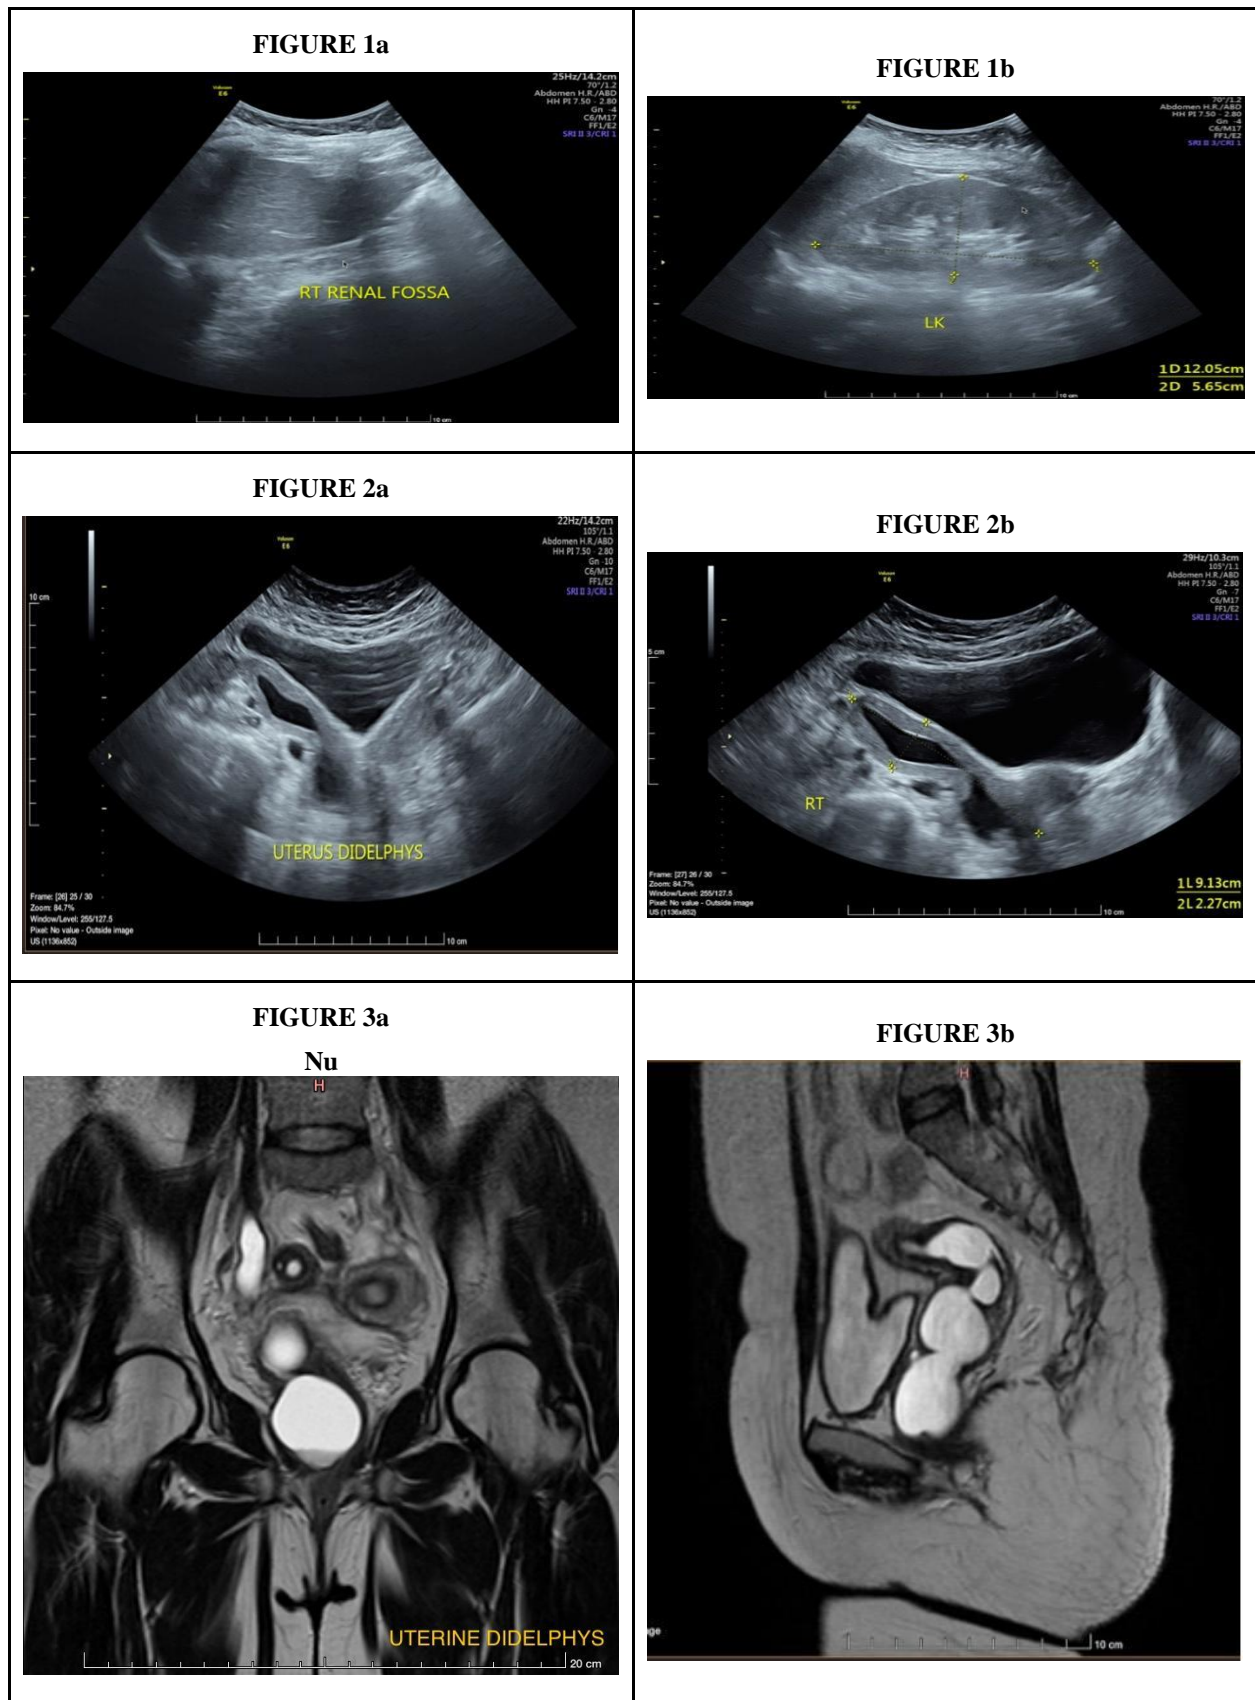 FIGURE 1a
Voluson
E6
25Hz/14.2cm
70°/1.2
Abdomen H.R./ABD
HH PI 7.50 - 2.80
Gn -4
C6/M17
FF1/E2
SRI II 3/CRI 1
RT RENAL FOSSA
10 cm
FIGURE 1b
Voluson
E6
70°/1.2
Abdomen H.R./ABD
HH PI 7.50 - 2.80
Gn -4
C6/M17
FF1/E2
SRI II 3/CRI 1
LK
1D 12.05cm
2D 5.65cm
10 cm
FIGURE 2a
Voluson
E6
22Hz/14.2cm
105°/1.1
Abdomen H.R./ABD
HH PI 7.50 - 2.80
Gn -10
C6/M17
FF1/E2
SRI II 3/CRI 1
10 cm
UTERUS DIDELPHYS
Frame: [26] 25 / 30
Zoom: 84.7%
Window/Level: 255/127.5
Pixel: No value - Outside image
US (1136x852)
10 cm
FIGURE 2b
Voluson
E6
29Hz/10.3cm
105°/1.1
Abdomen H.R./ABD
HH PI 7.50 - 2.80
Gn -7
C6/M17
FF1/E2
SRI II 3/CRI 1
5 cm
RT
Frame: [27] 26 / 30
Zoom: 84.7%
Window/Level: 255/127.5
Pixel: No value - Outside image
US (1136x852)
1L 9.13cm
2L 2.27cm
10 cm
FIGURE 3a
Nu
H
UTERINE DIDELPHYS
20 cm
FIGURE 3b
H
ge
10 cm